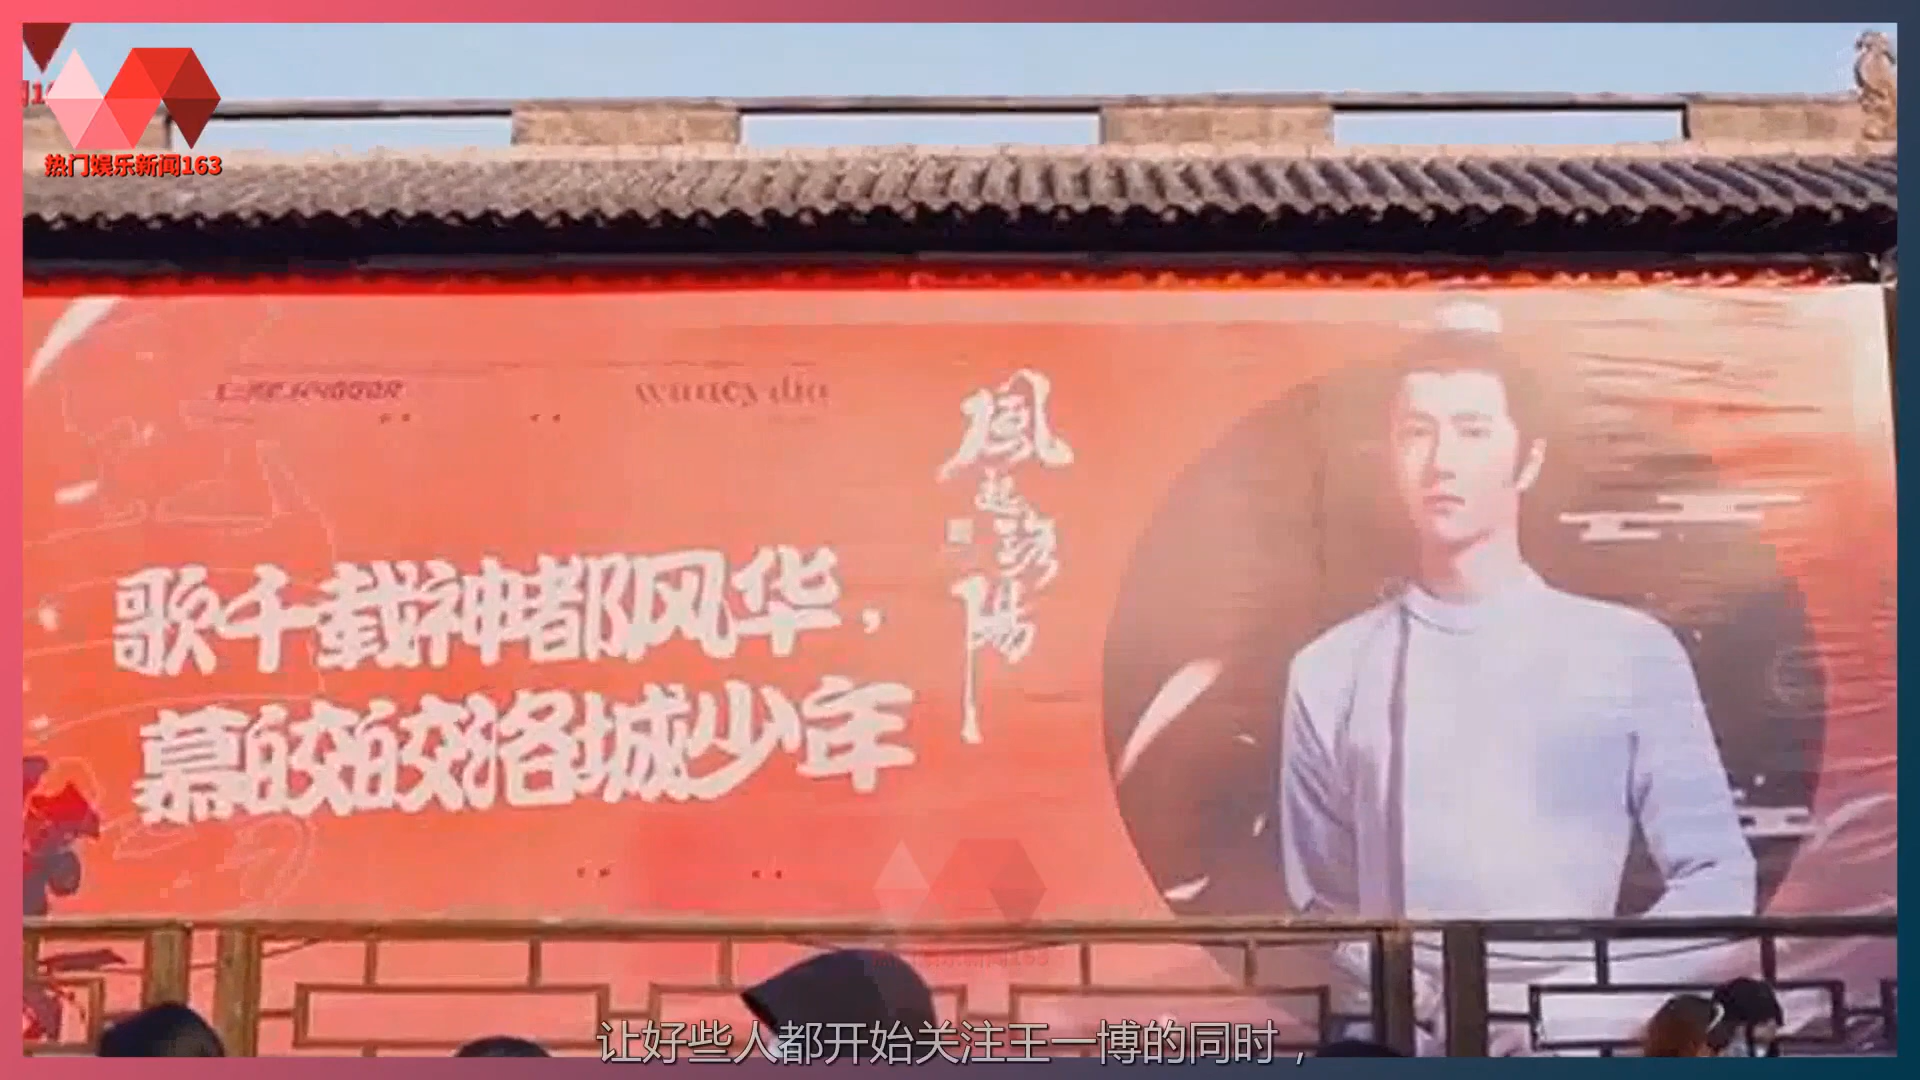 热门娱乐新闻163
風起洛陽
歌千载神都风华，
慕皎皎洛城少年
让好些人都开始关注王一博的同时，